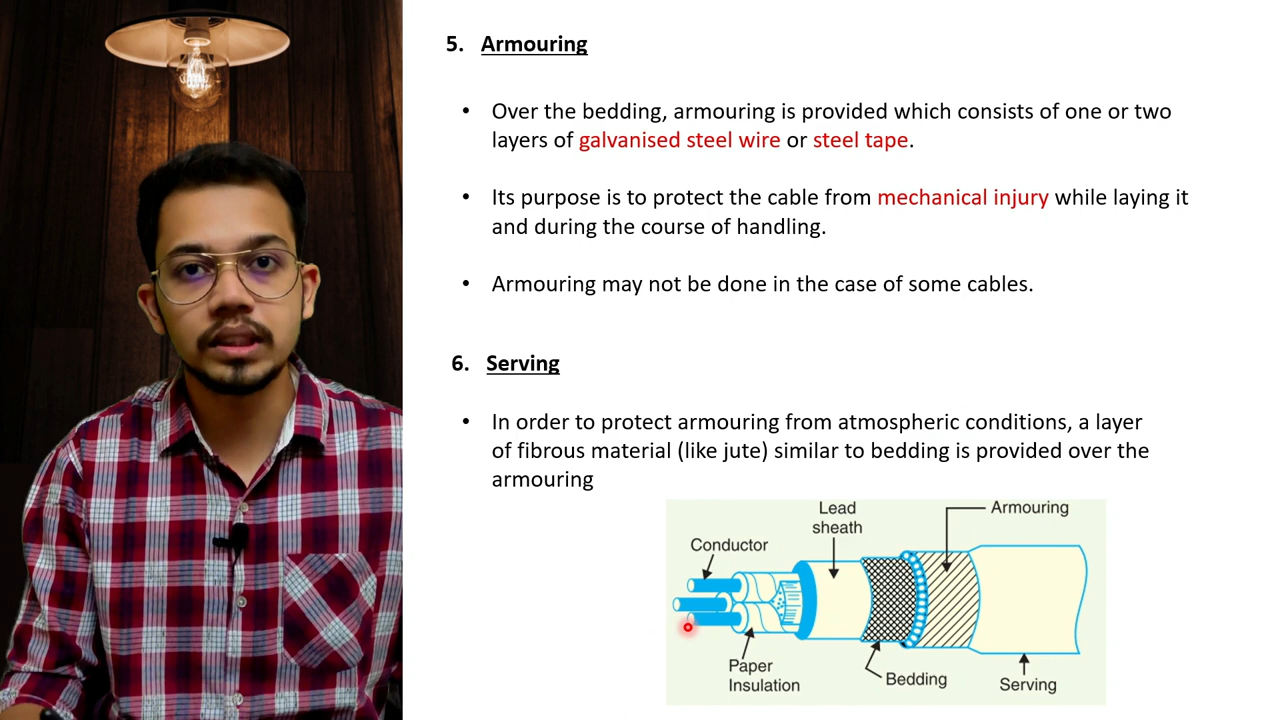 5. Armouring
• Over the bedding, armouring is provided which consists of one or two
layers of galvanised steel wire or steel tape.
• Its purpose is to protect the cable from mechanical injury while laying it
and during the course of handling.
• Armouring may not be done in the case of some cables.
6. Serving
• In order to protect armouring from atmospheric conditions, a layer
of fibrous material (like jute) similar to bedding is provided over the
armouring
Lead
sheath
Armouring
Conductor
Paper
Insulation
Bedding
Serving